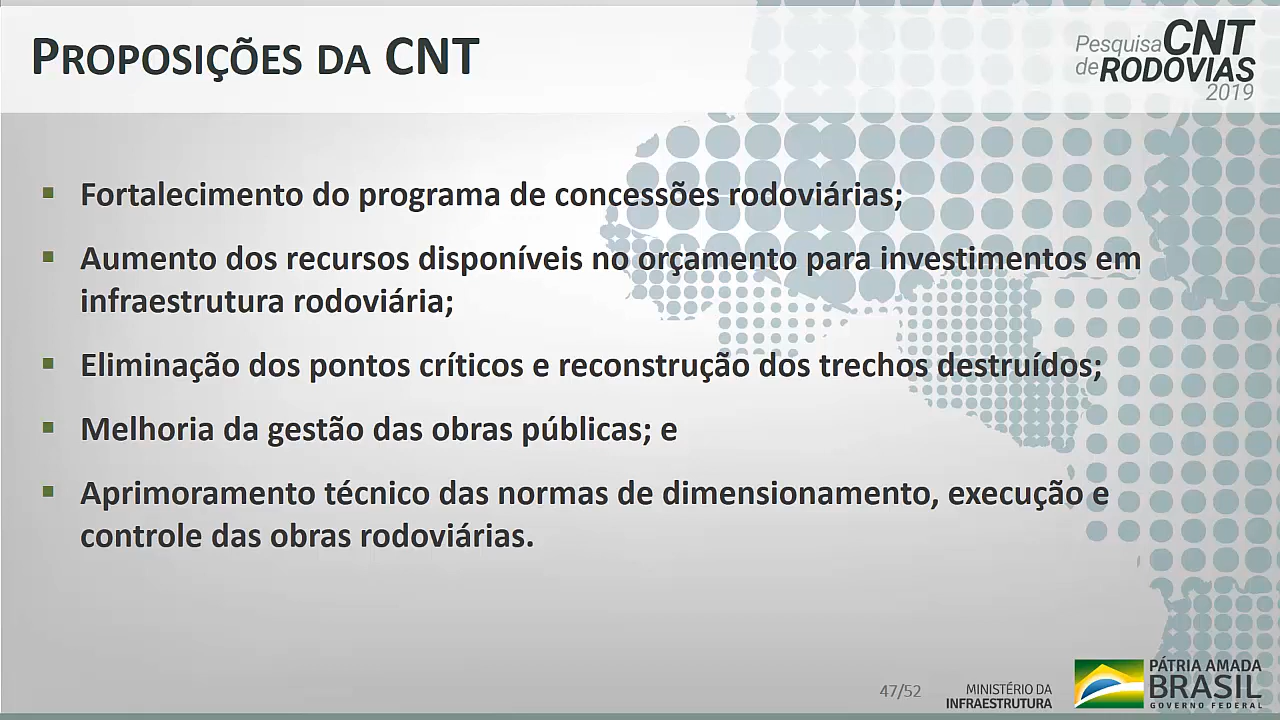 PROPOSIÇÕES DA CNT
Pesquisa CNT
de RODOVIAS
2019
▪ Fortalecimento do programa de concessões rodoviárias;
▪ Aumento dos recursos disponíveis no orçamento para investimentos em
infraestrutura rodoviária;
▪ Eliminação dos pontos críticos e reconstrução dos trechos destruídos;
▪ Melhoria da gestão das obras públicas; e
▪ Aprimoramento técnico das normas de dimensionamento, execução e
controle das obras rodoviárias.
47/52
MINISTÉRIO DA
INFRAESTRUTURA
PÁTRIA AMADA
BRASIL
GOVERNO FEDERAL